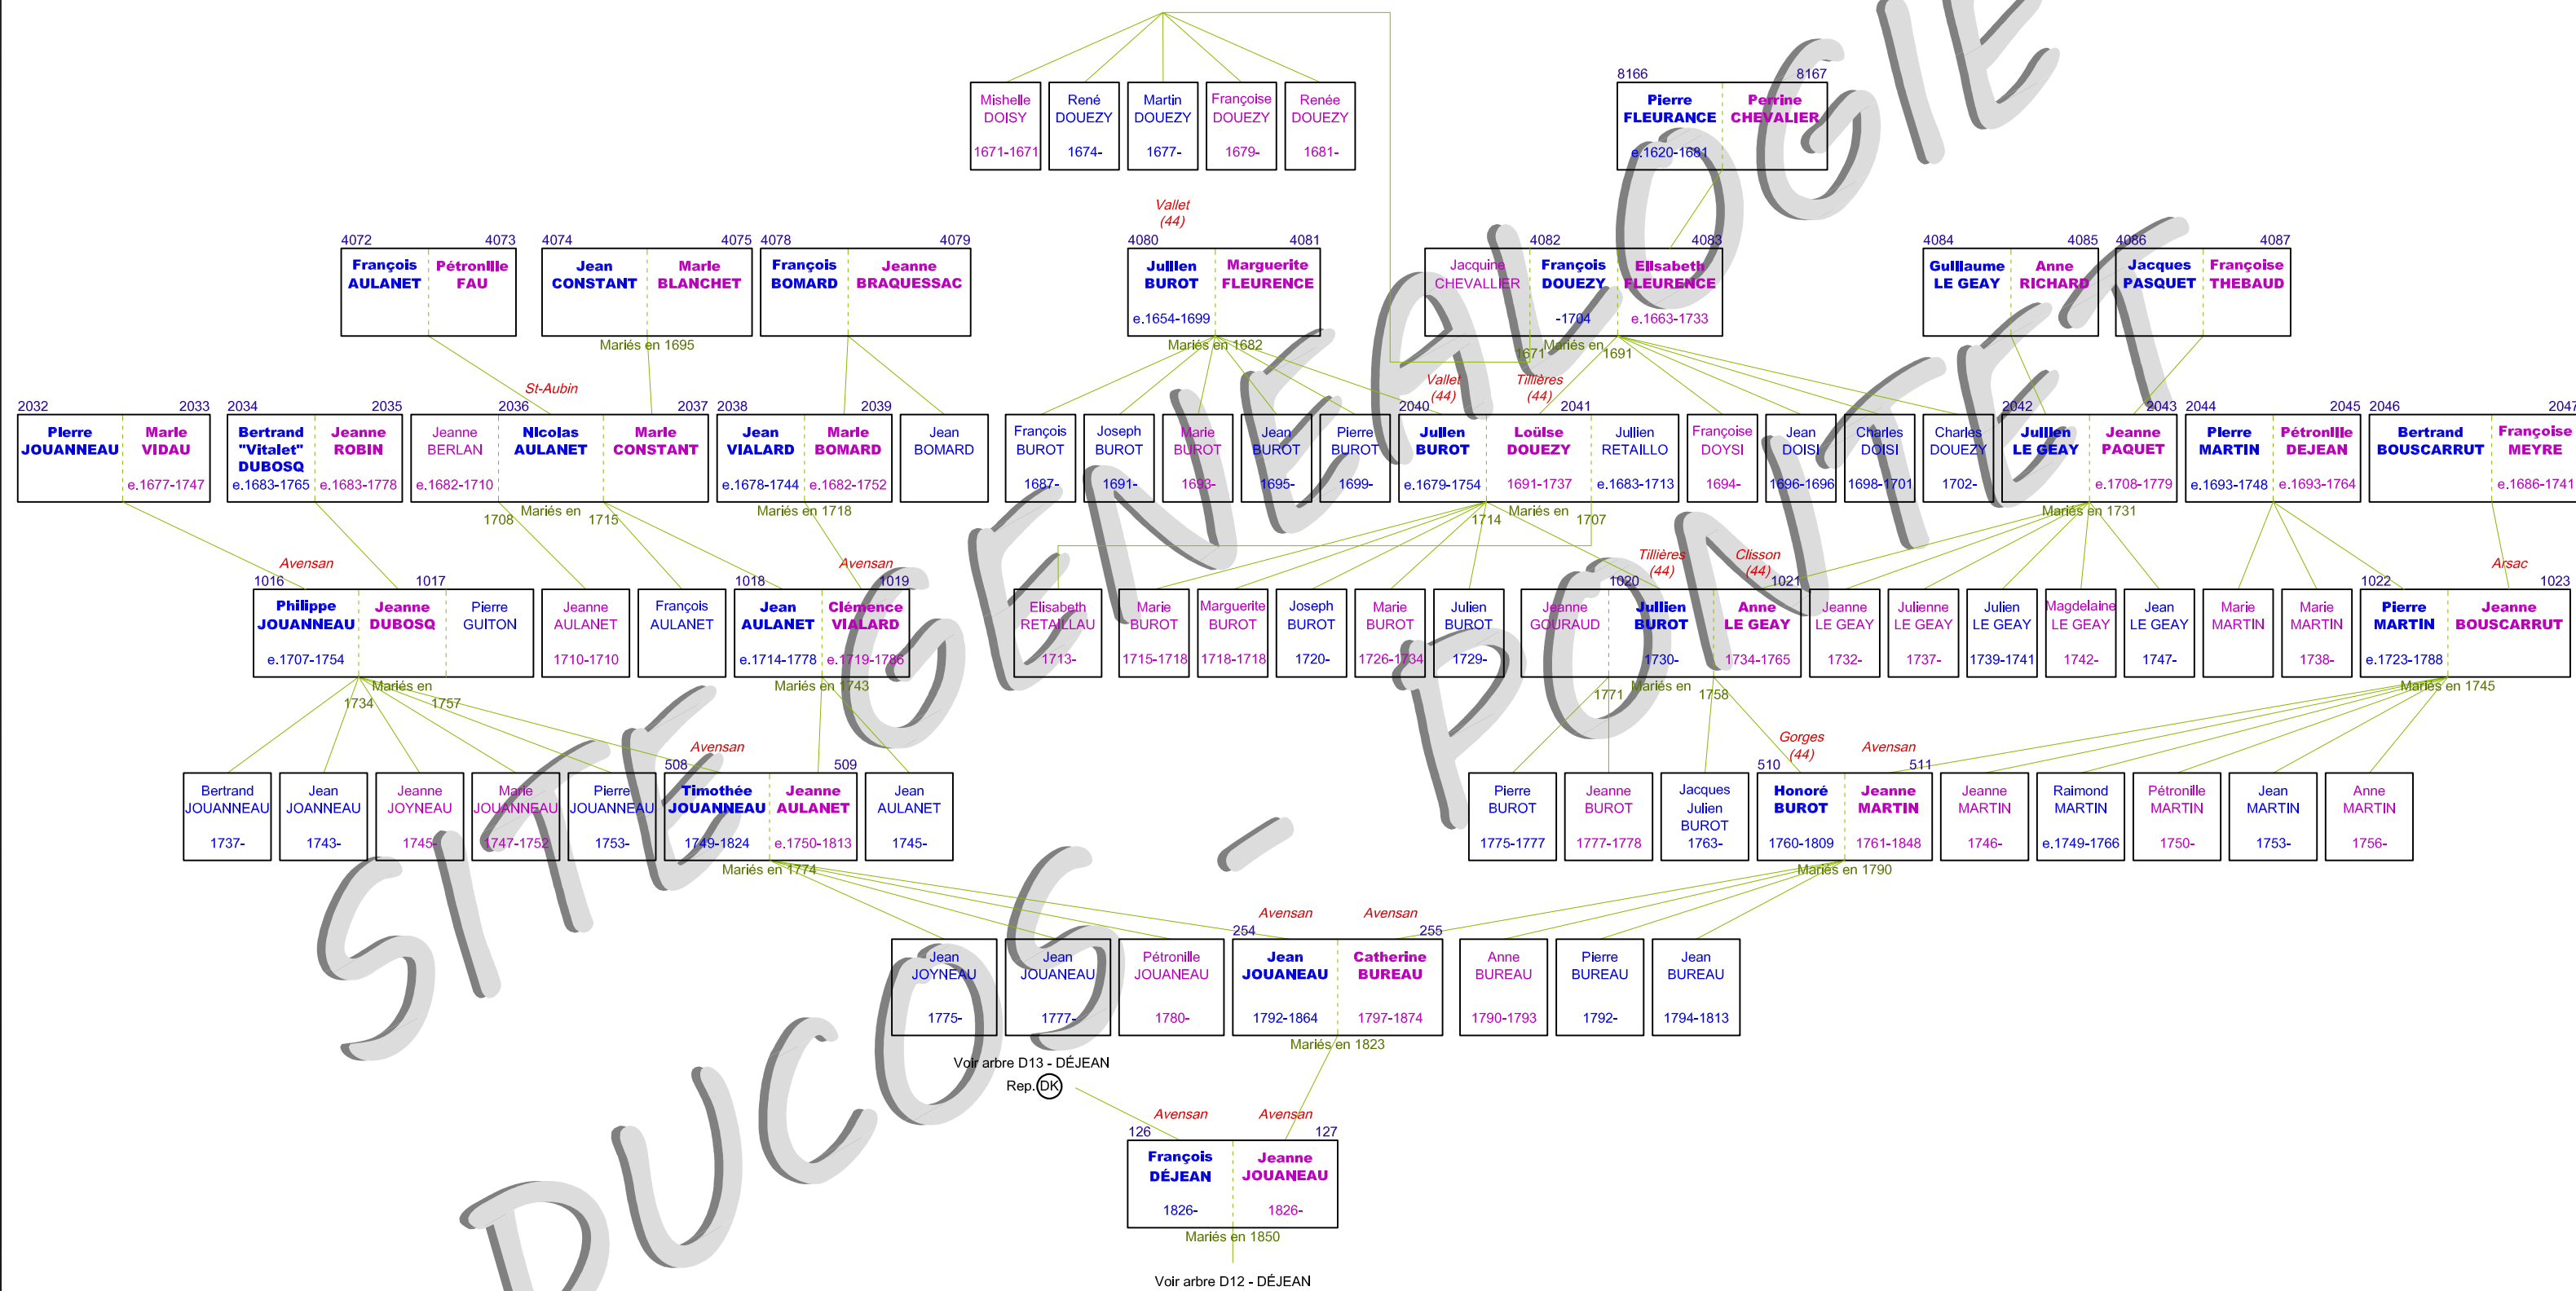 Mishelle
DOISY
1671-1671
René
DOUEZY
1674-
Martin
DOUEZY
1677-
Françoise
DOUEZY
1679-
Renée
DOUEZY
1681-
8166 8167
Pierre
FLEURANCE
e.1620-1681
Perrine
CHEVALIER
4072 4073
François
AULANET
Pétronille
FAU
4074 4075
Jean
CONSTANT
Marie
BLANCHET
Mariés en 1695
4078 4079
François
BOMARD
Jeanne
BRAQUESSAC
Vallet
(44)
4080 4081
Jullien
BUROT
e.1654-1699
Marguerite
FLEURENCE
Mariés en 1682
4082 4083
Jacquine
CHEVALLIER
François
DOUEZY
-1704
Elisabeth
FLEURENCE
e.1663-1733
1671 Mariés en 1691
4084 4085
Guillaume
LE GEAY
Anne
RICHARD
4086 4087
Jacques
PASQUET
Françoise
THEBAUD
2032 2033
Pierre
JOUANNEAU
Marie
VIDAU
e.1677-1747
2034 2035
Bertrand
"Vitalet"
DUBOSQ
e.1683-1765
Jeanne
ROBIN
e.1683-1778
St-Aubin
2036 2037
Jeanne
BERLAN
e.1682-1710
Nicolas
AULANET
Marie
CONSTANT
1708 Mariés en 1715
2038 2039
Jean
VIALARD
e.1678-1744
Marie
BOMARD
e.1682-1752
Mariés en 1718
Jean
BOMARD
François
BUROT
1687-
Joseph
BUROT
1691-
Marie
BUROT
1693-
Jean
BUROT
1695-
Pierre
BUROT
1699-
Vallet
(44)
Tillières
(44)
2040 2041
Julien
BUROT
e.1679-1754
Loüise
DOUEZY
1691-1737
Jullien
RETAILLO
e.1683-1713
1714 Mariés en 1707
Françoise
DOYSI
1694-
Jean
DOISI
1696-1696
Charles
DOISI
1698-1701
Charles
DOUEZY
1702-
2042 2043
Jullien
LE GEAY
Jeanne
PAQUET
e.1708-1779
Mariés en 1731
2044 2045
Pierre
MARTIN
e.1693-1748
Pétronille
DEJEAN
e.1693-1764
2046 2047
Bertrand
BOUSCARRUT
Françoise
MEYRE
e.1686-1741
Avensan
1016 1017
Philippe
JOUANNEAU
e.1707-1754
Jeanne
DUBOSQ
Pierre
GUITON
Mariés en
1734 1757
Jeanne
AULANET
1710-1710
François
AULANET
Avensan
1018 1019
Jean
AULANET
e.1714-1778
Clémence
VIALARD
e.1719-1786
Mariés en 1743
Elisabeth
RETAILLAU
1713-
Marie
BUROT
1715-1718
Marguerite
BUROT
1718-1718
Joseph
BUROT
1720-
Marie
BUROT
1726-1734
Julien
BUROT
1729-
Tillières
(44)
Clisson
(44)
1020 1021
Jeanne
GOURAUD
Jullien
BUROT
1730-
Anne
LE GEAY
1734-1765
1771 Mariés en 1758
Jeanne
LE GEAY
1732-
Julienne
LE GEAY
1737-
Julien
LE GEAY
1739-1741
Magdelaine
LE GEAY
1742-
Jean
LE GEAY
1747-
Marie
MARTIN
Marie
MARTIN
1738-
Arsac
1022 1023
Pierre
MARTIN
e.1723-1788
Jeanne
BOUSCARRUT
Mariés en 1745
Bertrand
JOUANNEAU
1737-
Jean
JOANNEAU
1743-
Jeanne
JOYNEAU
1745-
Marie
JOUANNEAU
1747-1752
Pierre
JOUANNEAU
1753-
Avensan
508 509
Timothée
JOUANNEAU
1749-1824
Jeanne
AULANET
e.1750-1813
Mariés en 1774
Jean
AULANET
1745-
Pierre
BUROT
1775-1777
Jeanne
BUROT
1777-1778
Jacques
Julien
BUROT
1763-
Gorges
(44)
Avensan
510 511
Honoré
BUROT
1760-1809
Jeanne
MARTIN
1761-1848
Mariés en 1790
Jeanne
MARTIN
1746-
Raimond
MARTIN
e.1749-1766
Pétronille
MARTIN
1750-
Jean
MARTIN
1753-
Anne
MARTIN
1756-
Jean
JOYNEAU
1775-
Jean
JOUANEAU
1777-
Pétronille
JOUANEAU
1780-
Avensan Avensan
254 255
Jean
JOUANEAU
1792-1864
Catherine
BUREAU
1797-1874
Mariés en 1823
Anne
BUREAU
1790-1793
Pierre
BUREAU
1792-
Jean
BUREAU
1794-1813
Voir arbre D13 - DÉJEAN
Rep. DK
Avensan Avensan
126 127
François
DÉJEAN
1826-
Jeanne
JOUANEAU
1826-
Mariés en 1850
Voir arbre D12 - DÉJEAN
SITE GENEALOGIE
DUCOS - PONTET